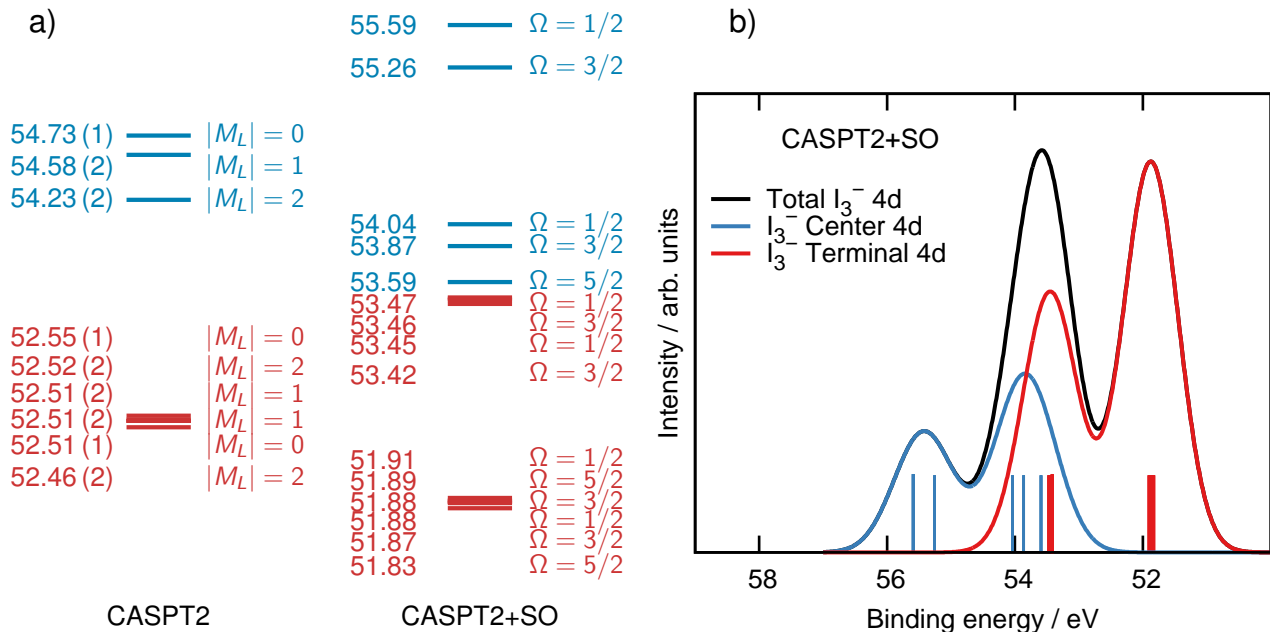 a)
55.59 Ω = 1/2
55.26 Ω = 3/2
54.73 (1) |M_L| = 0
54.58 (2) |M_L| = 1
54.23 (2) |M_L| = 2
54.04 Ω = 1/2
53.87 Ω = 3/2
53.59 Ω = 5/2
53.47 Ω = 1/2
53.46 Ω = 3/2
53.45 Ω = 1/2
53.42 Ω = 3/2
52.55 (1) |M_L| = 0
52.52 (2) |M_L| = 2
52.51 (2) |M_L| = 1
52.51 (2) |M_L| = 1
52.51 (1) |M_L| = 0
52.46 (2) |M_L| = 2
51.91 Ω = 1/2
51.89 Ω = 5/2
51.88 Ω = 3/2
51.88 Ω = 1/2
51.87 Ω = 3/2
51.83 Ω = 5/2
CASPT2 CASPT2+SO
b)
CASPT2+SO
Total I₃⁻ 4d
I₃⁻ Center 4d
I₃⁻ Terminal 4d
Intensity / arb. units
58 56 54 52
Binding energy / eV